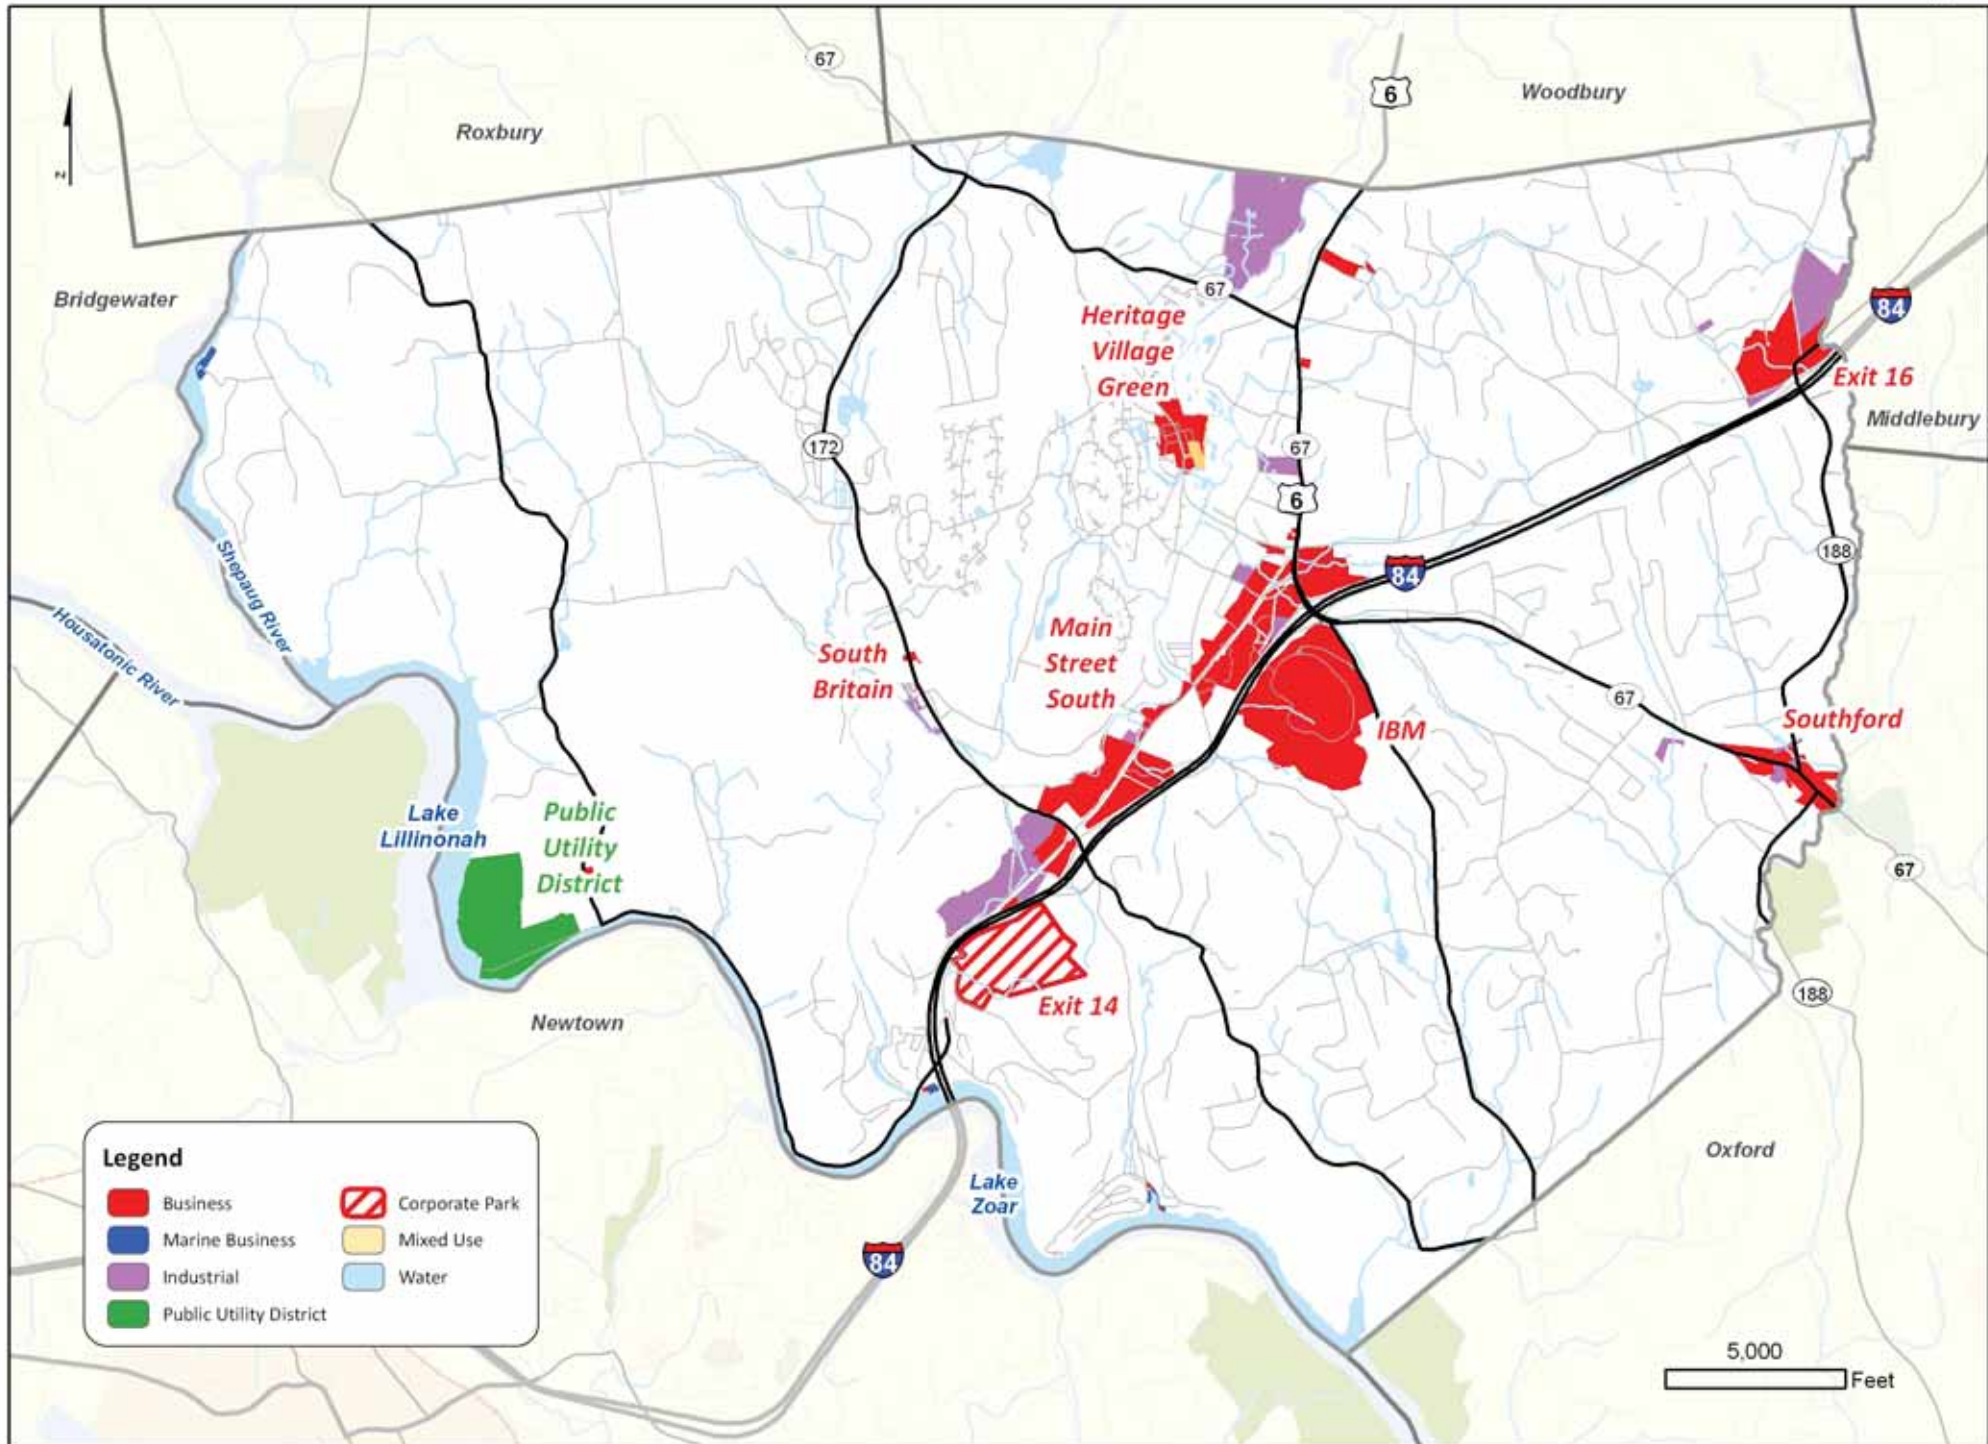 67
6
Woodbury
Roxbury
N
Bridgewater
67
84
Heritage
Village
Green
Exit 16
Middlebury
172
67
6
188
84
Shepaug River
Housatonic River
South
Britain
Main
Street
South
67
Southford
IBM
Lake
Lillinonah
Public
Utility
District
67
188
Exit 14
Newtown
Oxford
Lake
Zoar
84
Legend
Business
Corporate Park
Marine Business
Mixed Use
Industrial
Water
Public Utility District
5,000
Feet